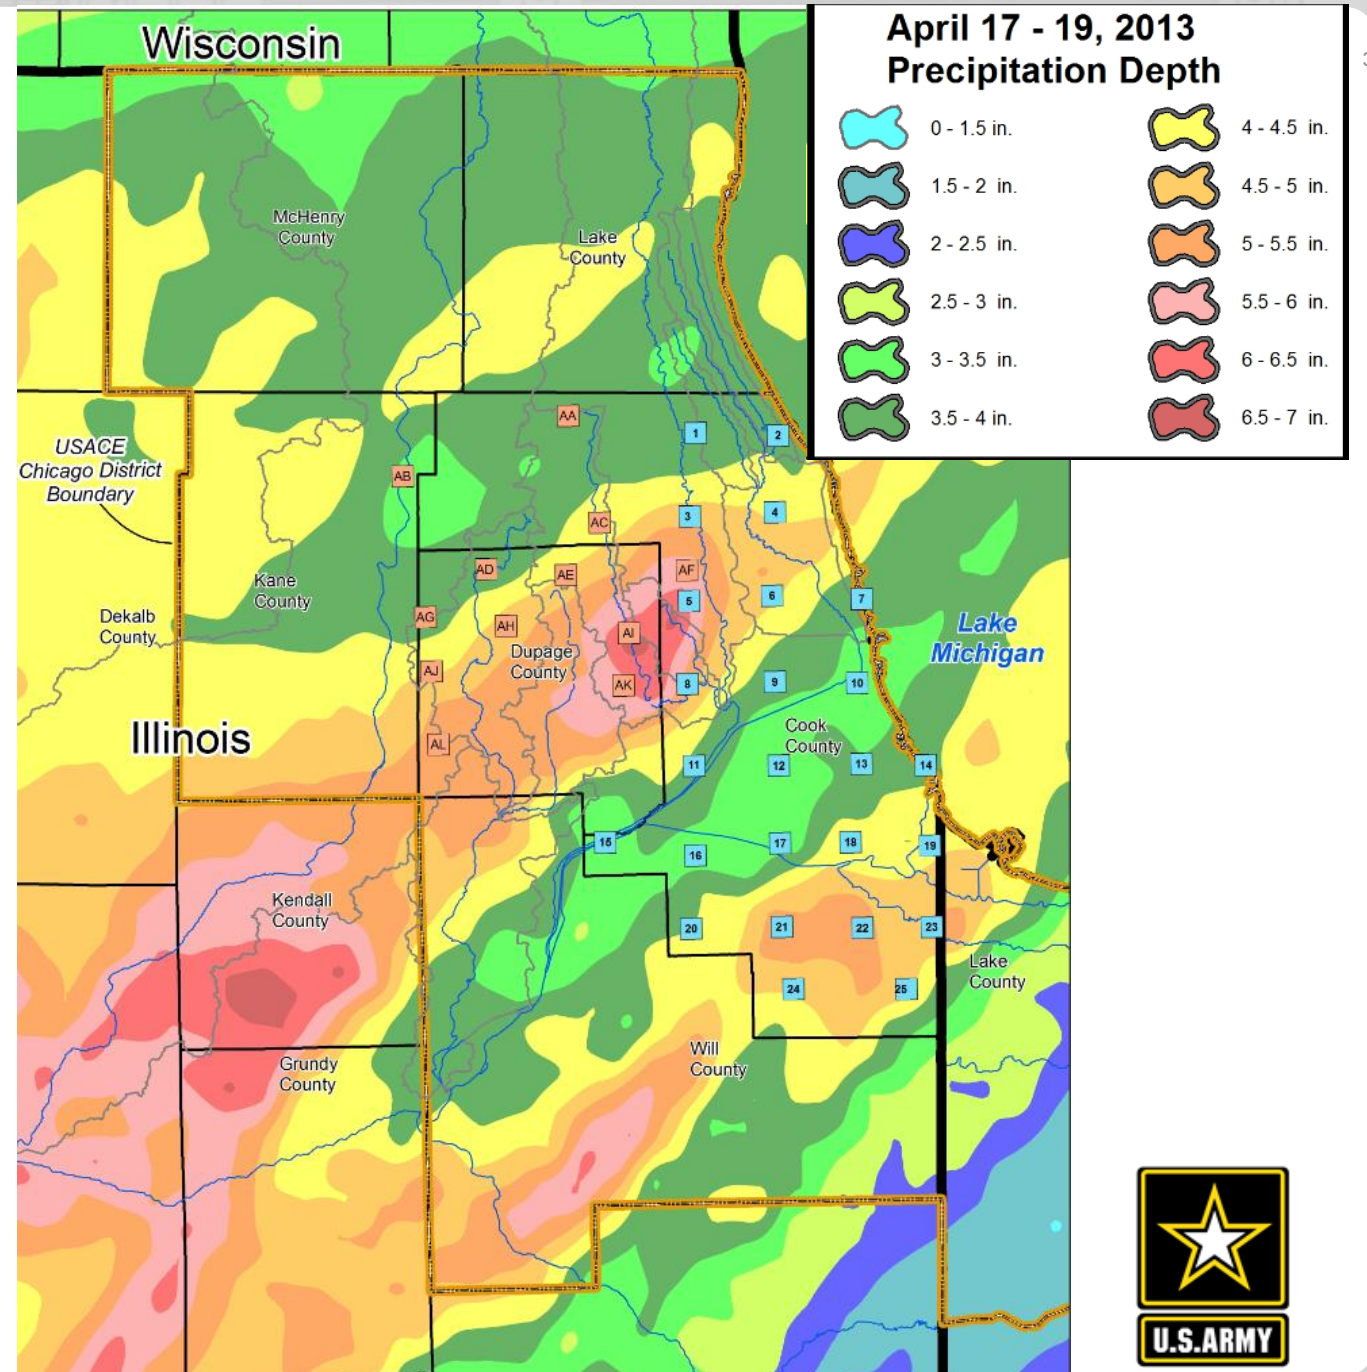 April 17 - 19, 2013
Precipitation Depth
0 - 1.5 in.
1.5 - 2 in.
2 - 2.5 in.
2.5 - 3 in.
3 - 3.5 in.
3.5 - 4 in.
4 - 4.5 in.
4.5 - 5 in.
5 - 5.5 in.
5.5 - 6 in.
6 - 6.5 in.
6.5 - 7 in.
Wisconsin
McHenry
County
Lake
County
USACE
Chicago District
Boundary
AA
1
2
AB
3
4
AC
AD
AE
AF
Kane
County
5
6
7
Dekalb
County
AG
AH
AI
Dupage
County
Lake
Michigan
AJ
AK
8
9
10
Illinois
AL
Cook
County
11
12
13
14
15
16
17
18
19
Kendall
County
20
21
22
23
Lake
County
24
25
Grundy
County
Will
County
U.S.ARMY